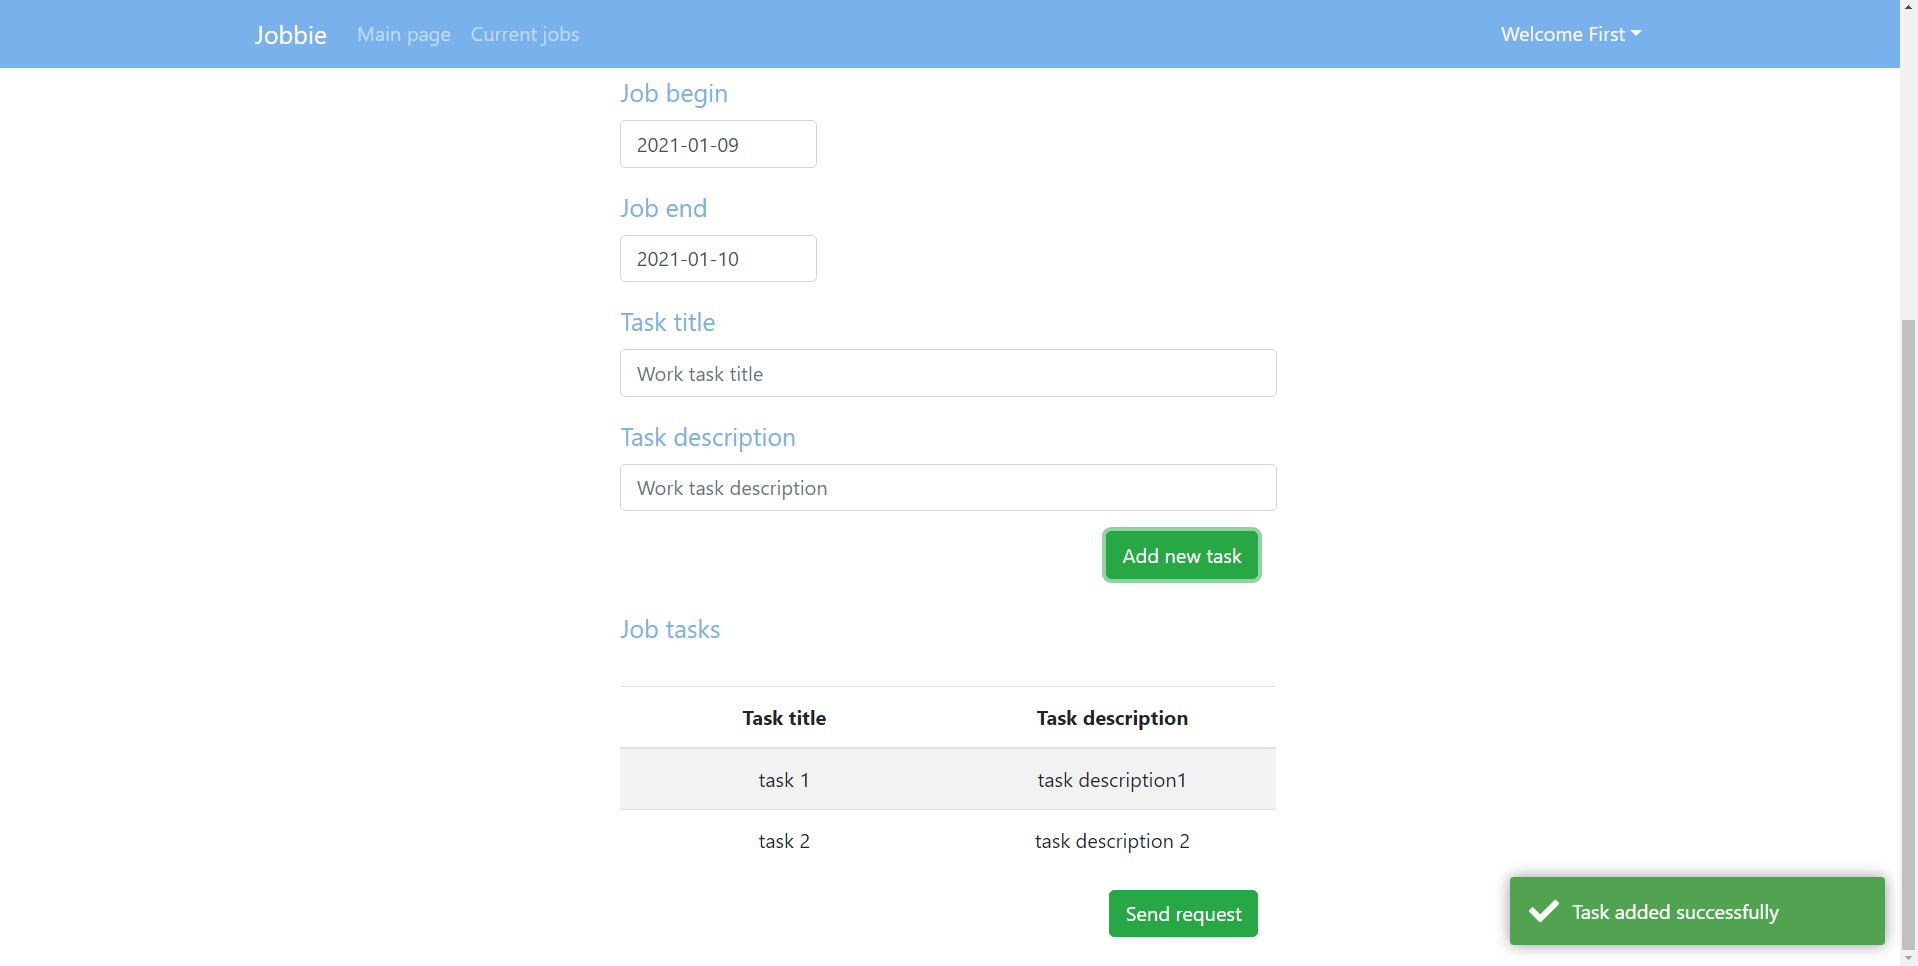 Jobbie Main page Current jobs Welcome First
Job begin
2021-01-09
Job end
2021-01-10
Task title
Work task title
Task description
Work task description
Add new task
Job tasks
Task title Task description
task 1 task description1
task 2 task description 2
Send request
Task added successfully